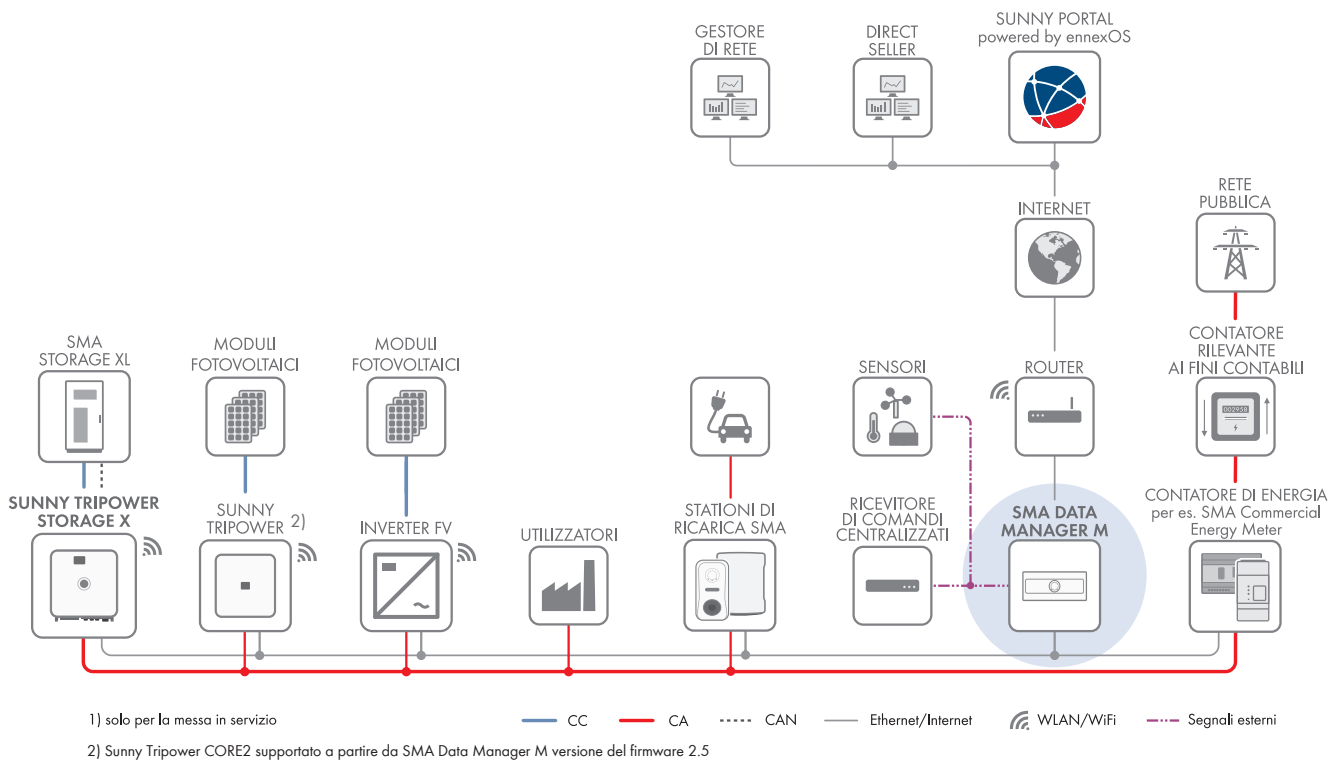 GESTORE
DI RETE
DIRECT
SELLER
SUNNY PORTAL
powered by ennexOS
INTERNET
RETE
PUBBLICA
SMA
STORAGE XL
MODULI
FOTOVOLTAICI
MODULI
FOTOVOLTAICI
SENSORI
ROUTER
CONTATORE
RILEVANTE
AI FINI CONTABILI
002950
SUNNY TRIPOWER
STORAGE X
SUNNY
TRIPOWER 2)
INVERTER FV
UTILIZZATORI
STATIONI DI
RICARICA SMA
RICEVITORE
DI COMANDI
CENTRALIZZATI
SMA DATA
MANAGER M
CONTATORE DI ENERGIA
per es. SMA Commercial
Energy Meter
1) solo per la messa in servizio
CC
CA
CAN
Ethernet/Internet
WLAN/WiFi
Segnali esterni
2) Sunny Tripower CORE2 supportato a partire da SMA Data Manager M versione del firmware 2.5